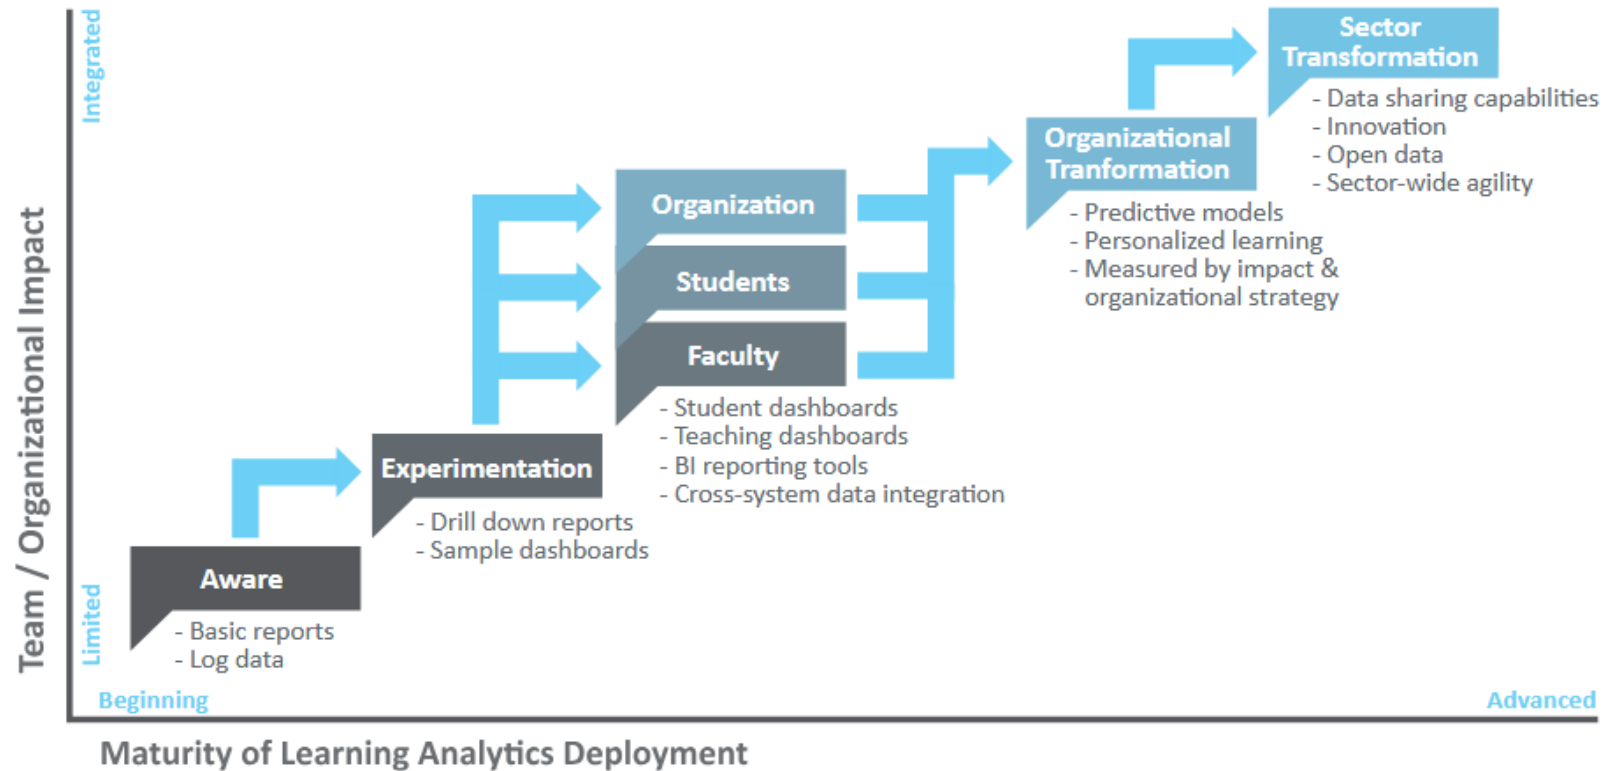 Team / Organizational Impact
Integrated
Limited
Sector
Transformation
- Data sharing capabilities
- Innovation
- Open data
- Sector-wide agility
Organizational
Tranformation
- Predictive models
- Personalized learning
- Measured by impact &
organizational strategy
Organization
Students
Faculty
- Student dashboards
- Teaching dashboards
- BI reporting tools
- Cross-system data integration
Experimentation
- Drill down reports
- Sample dashboards
Aware
- Basic reports
- Log data
Beginning
Advanced
Maturity of Learning Analytics Deployment